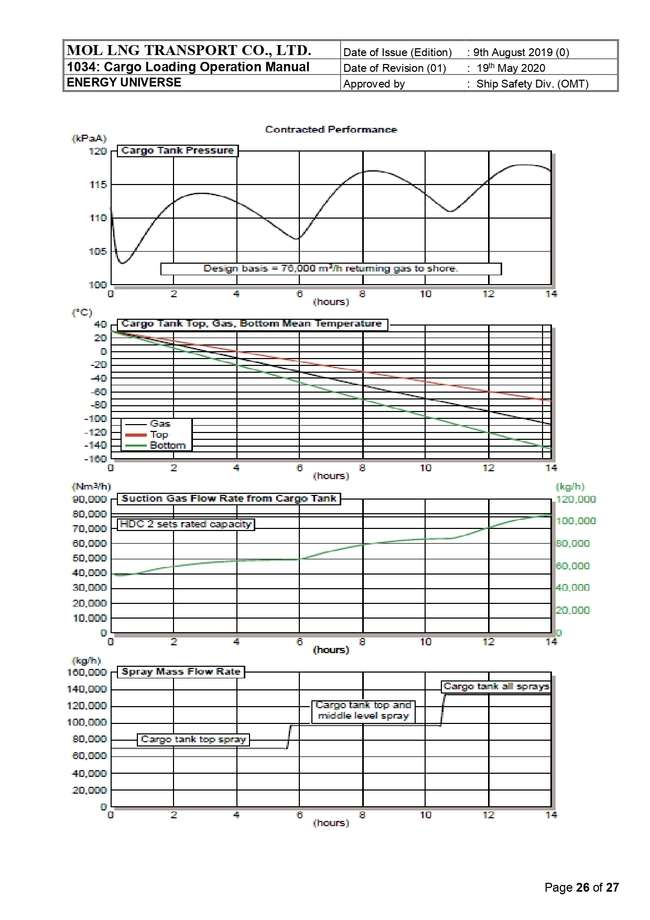 MOL LNG TRANSPORT CO., LTD. Date of Issue (Edition) : 9th August 2019 (0)
1034: Cargo Loading Operation Manual Date of Revision (01) : 19th May 2020
ENERGY UNIVERSE Approved by : Ship Safety Div. (OMT)
Contracted Performance
(kPaA)
120
Cargo Tank Pressure
115
110
105
Design basis = 76,000 m³/h returning gas to shore.
100
0 2 4 6 8 10 12 14
(hours)
(°C)
40
Cargo Tank Top, Gas, Bottom Mean Temperature
20
0
-20
-40
-60
-80
-100
Gas
-120
Top
-140
Bottom
-160
0 2 4 6 8 10 12 14
(hours)
(Nm³/h) (kg/h)
90,000 Suction Gas Flow Rate from Cargo Tank 120,000
80,000
HDC 2 sets rated capacity 100,000
70,000
60,000 80,000
50,000
60,000
40,000
30,000 40,000
20,000
20,000
10,000
0 0
0 2 4 6 8 10 12 14
(hours)
(kg/h)
160,000 Spray Mass Flow Rate
140,000 Cargo tank all sprays
120,000 Cargo tank top and
middle level spray
100,000
80,000 Cargo tank top spray
60,000
40,000
20,000
0
0 2 4 6 8 10 12 14
(hours)
Page 26 of 27